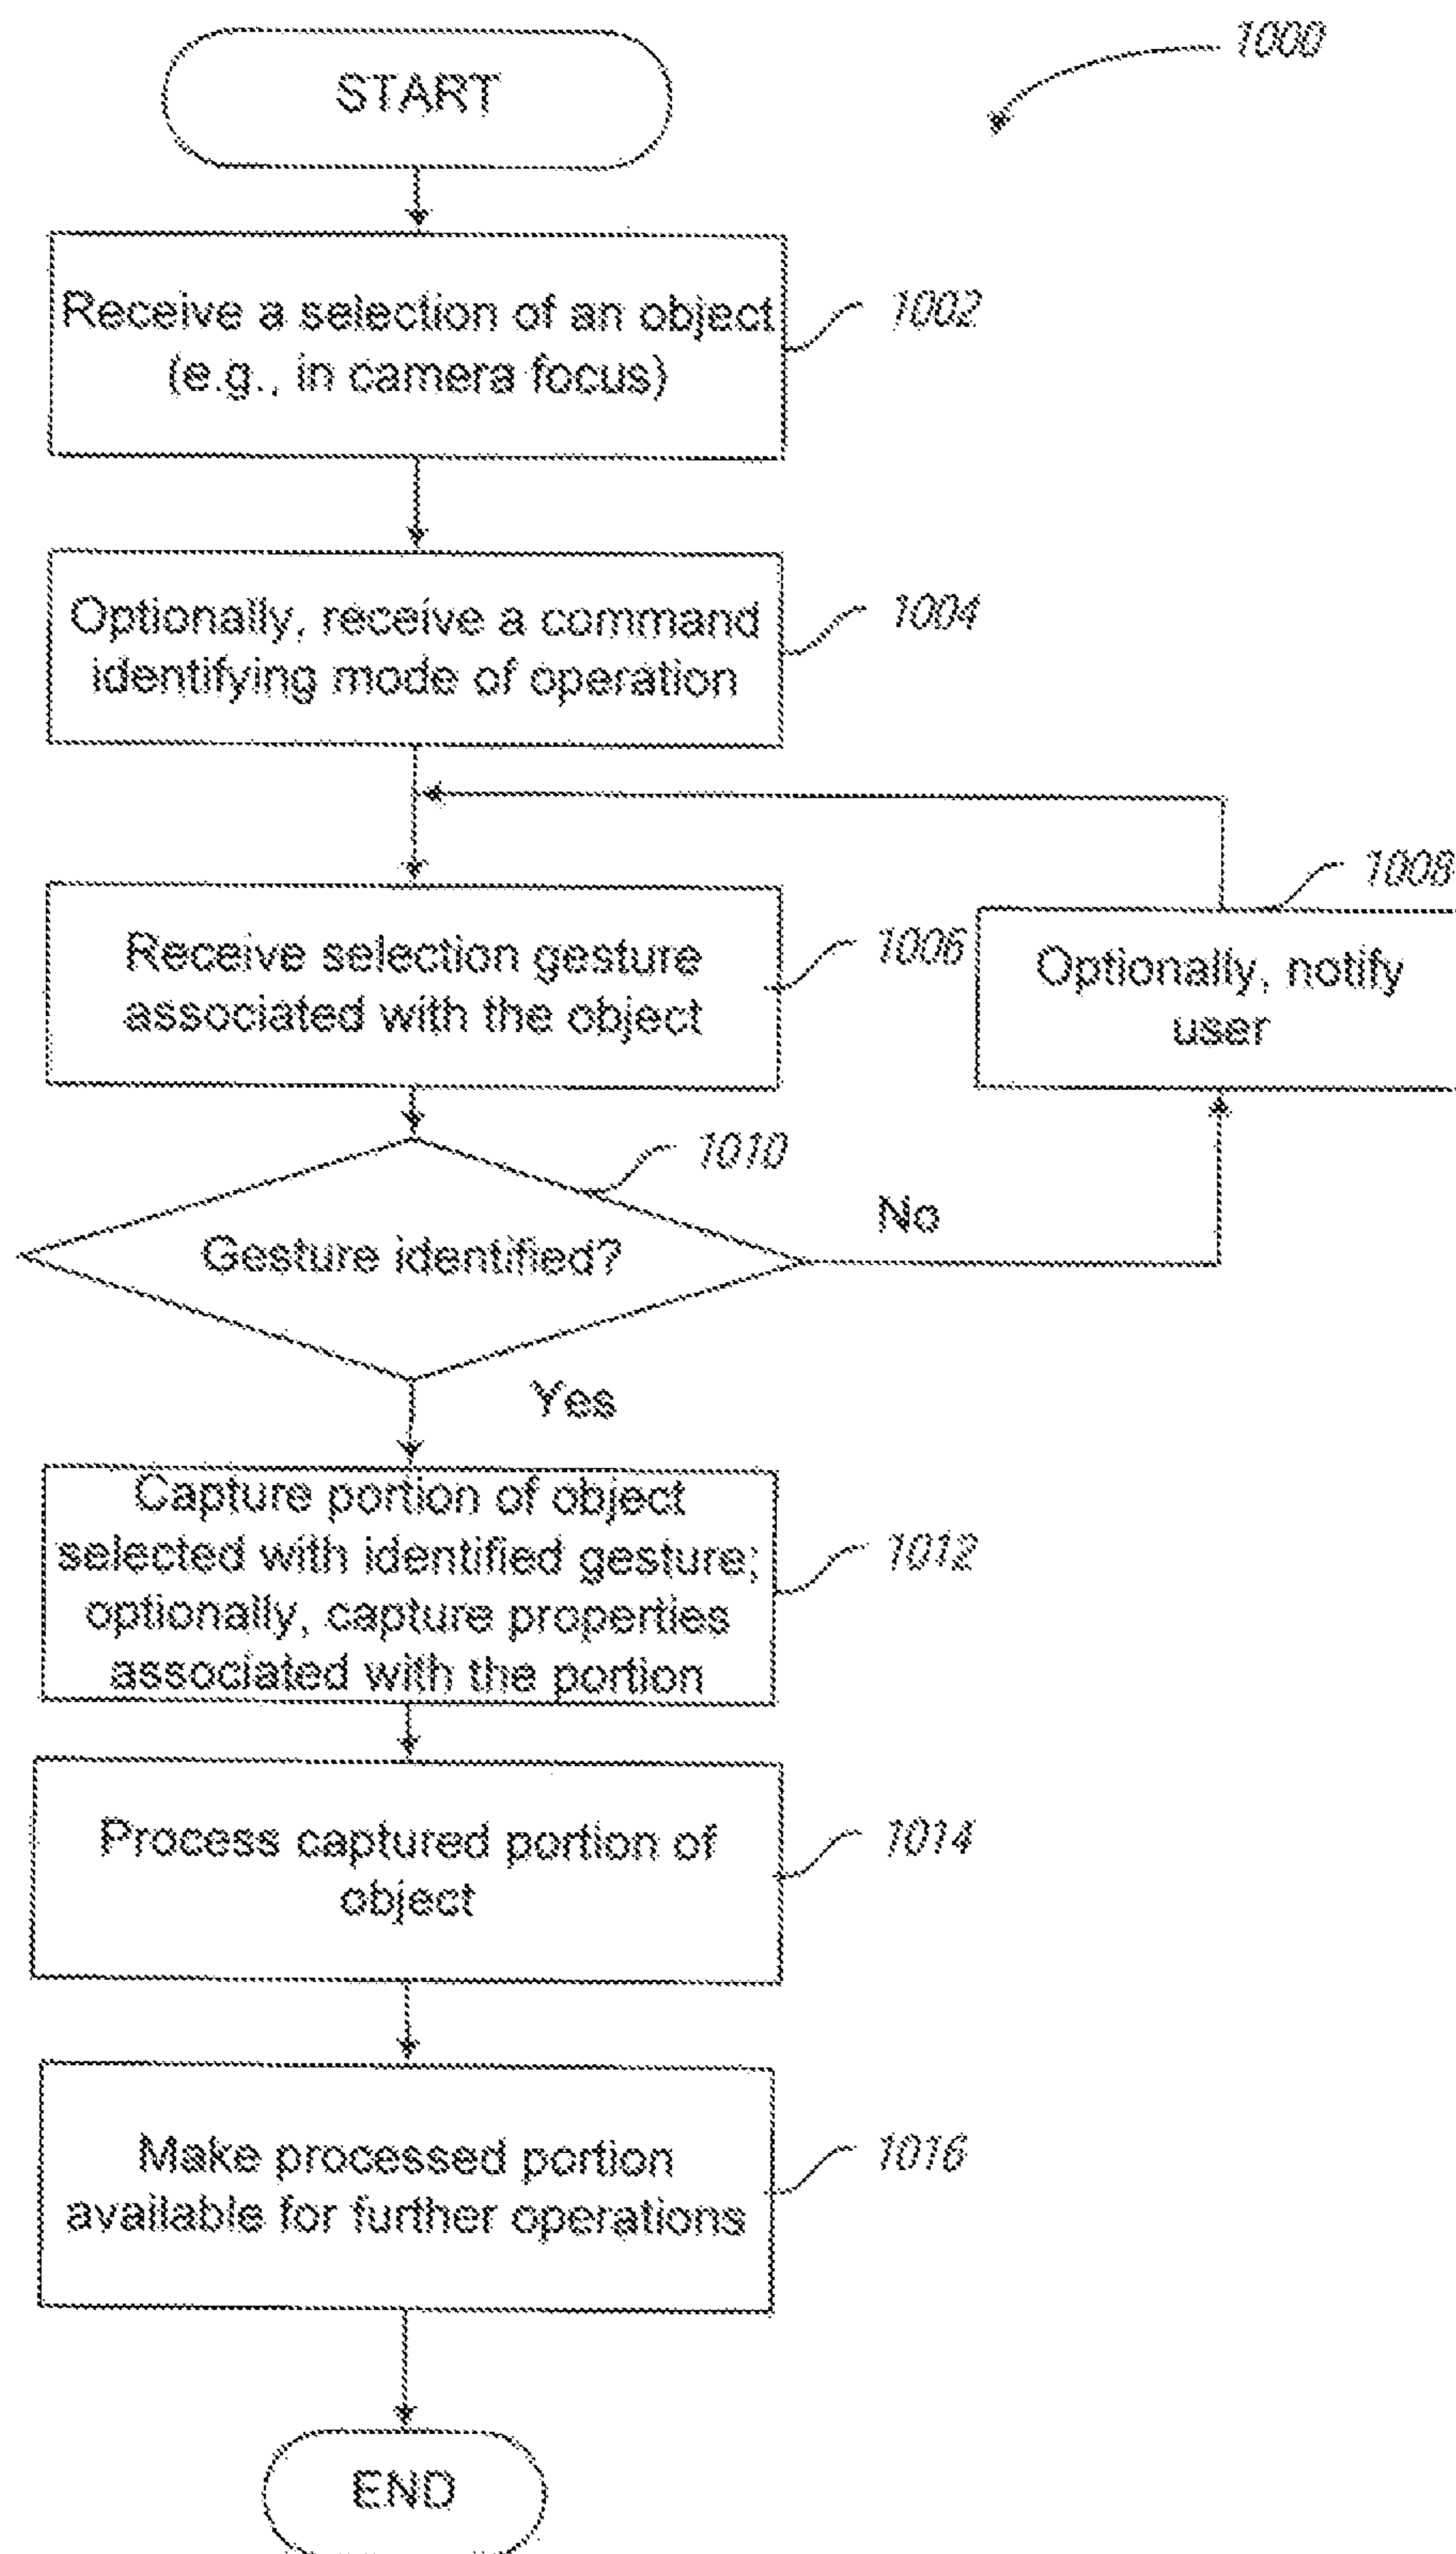 START
1000
Receive a selection of an object
(e.g., in camera focus)
1002
Optionally, receive a command
identifying mode of operation
1004
Receive selection gesture
associated with the object
1006
1008
Optionally, notify
user
1010
Gesture identified?
No
Yes
Capture portion of object
selected with identified gesture;
optionally, capture properties
associated with the portion
1012
Process captured portion of
object
1014
Make processed portion
available for further operations
1016
END